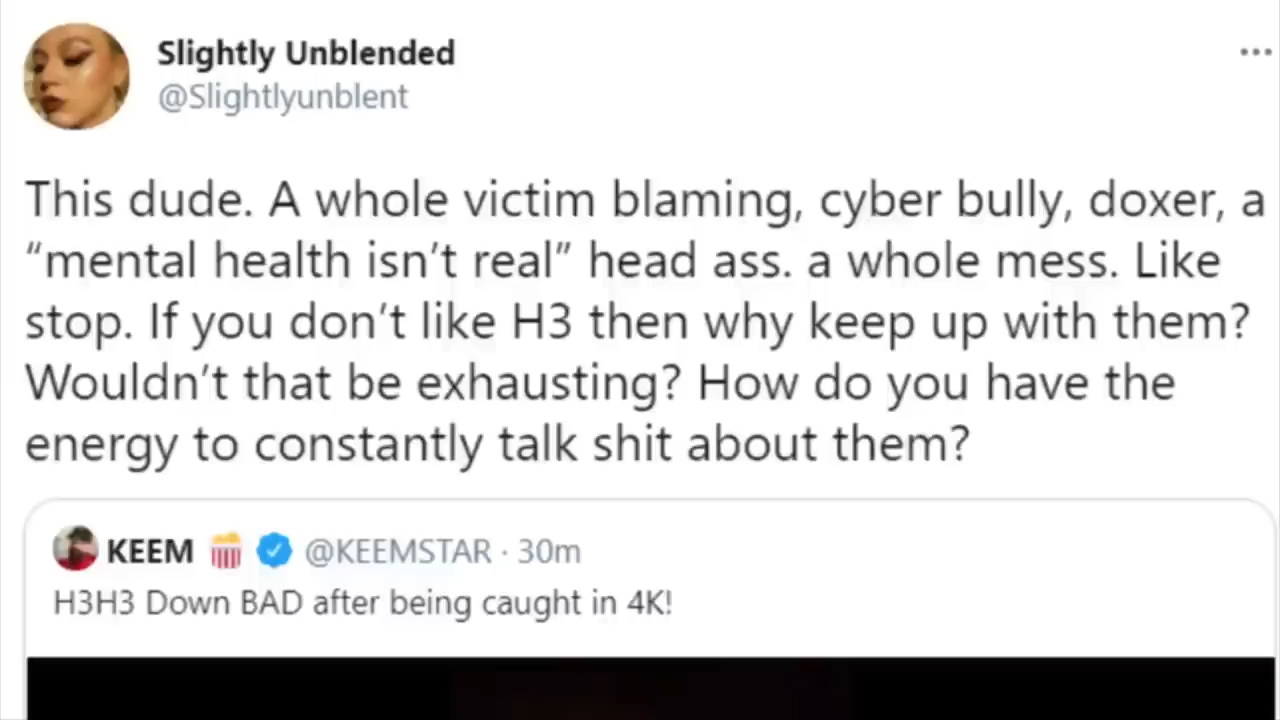 Slightly Unblended
@Slightlyunblent
This dude. A whole victim blaming, cyber bully, doxer, a
“mental health isn’t real” head ass. a whole mess. Like
stop. If you don’t like H3 then why keep up with them?
Wouldn’t that be exhausting? How do you have the
energy to constantly talk shit about them?
KEEM 🍿 @KEEMSTAR · 30m
H3H3 Down BAD after being caught in 4K!